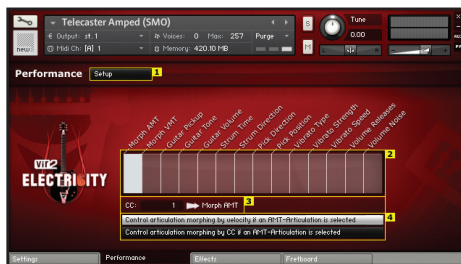 Telecaster Amped (SMO)
Output: st.1 Voices: 0 Max: 257 Purge
Midi Ch: [A] 1 Memory: 420.10 MB
new
S
M
Tune
0.00
L R
Performance Setup 1
Morph AMT
Morph VMT
Guitar Pickup
Guitar Tone
Guitar Volume
Strum Time
Strum Direction
Pick Direction
Pick Position
Vibrato Type
Vibrato Strength
Vibrato Speed
Volume Releases
Volume Noise
2
VIR2
ELECTRI6ITY
CC: 1 Morph AMT 3
Control articulation morphing by velocity if an AMT-Articulation is selected 4
Control articulation morphing by CC if an AMT-Articulation is selected
Settings Performance Effects Fretboard